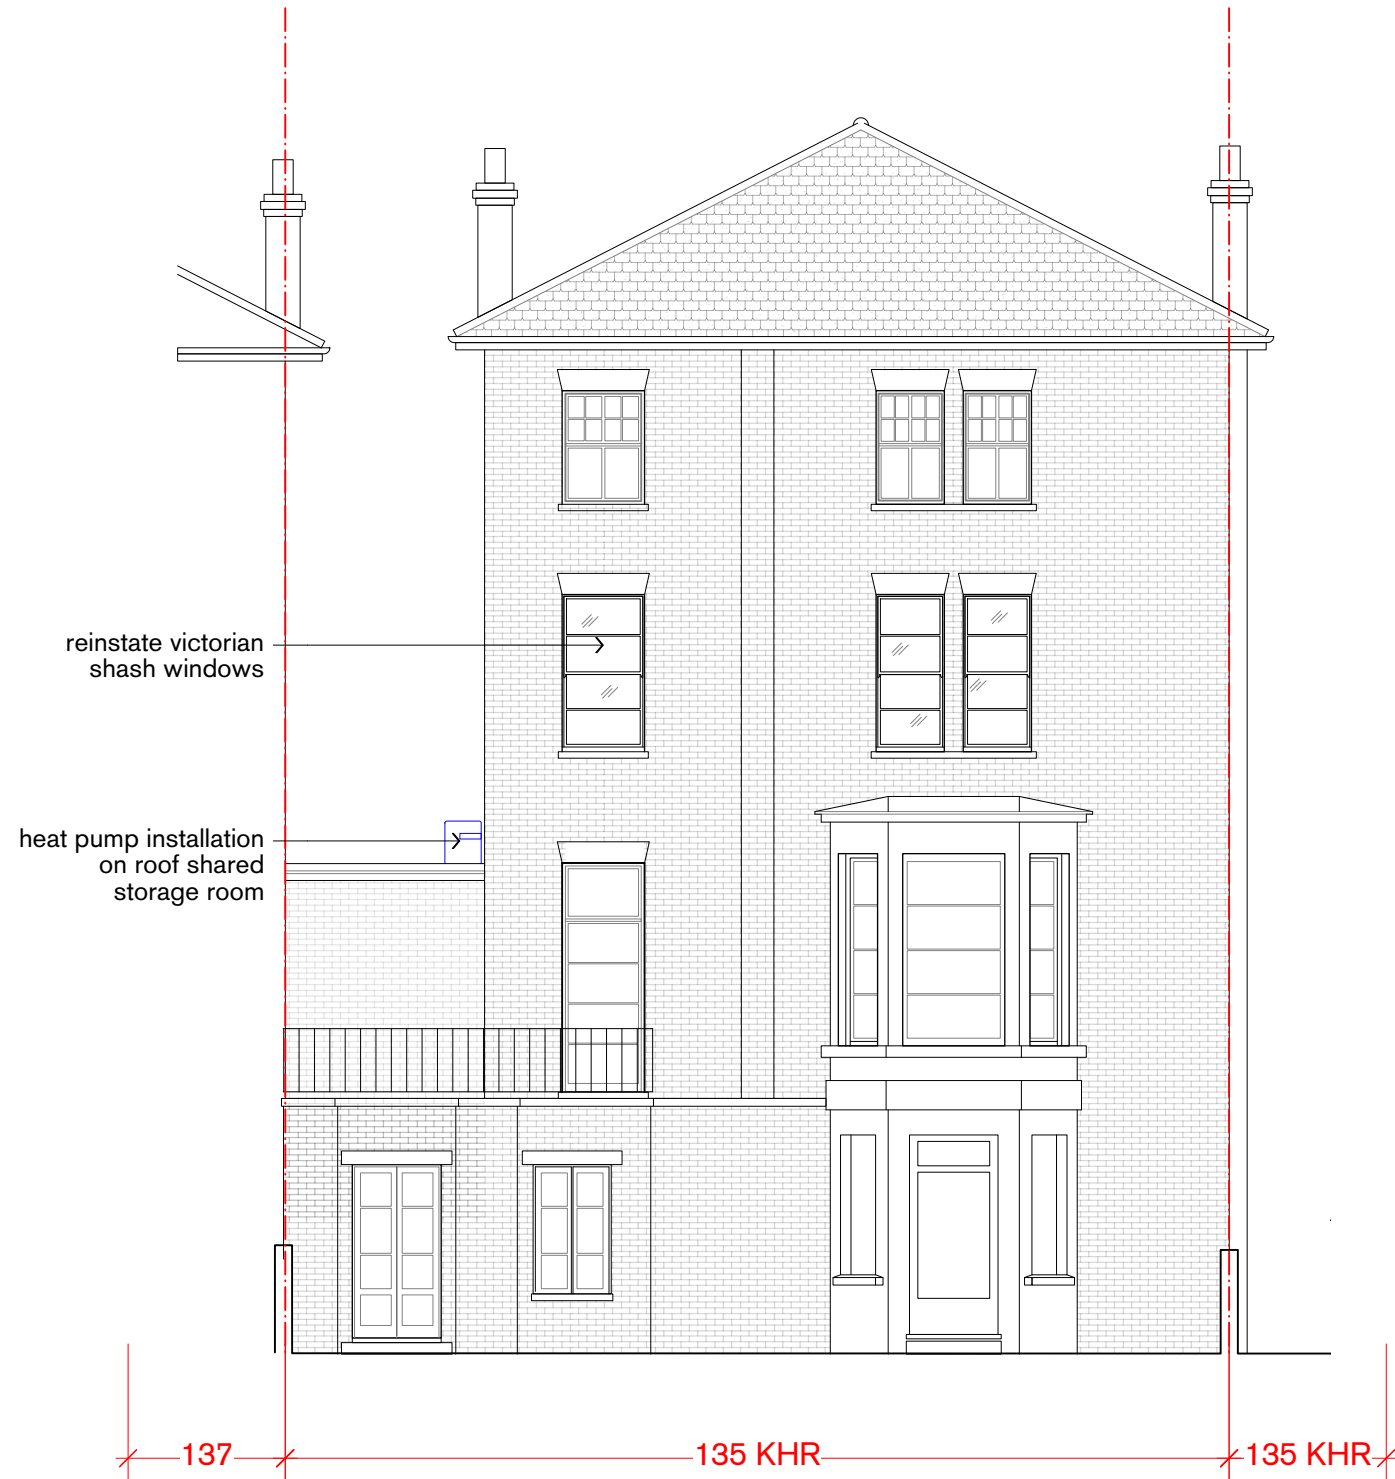 reinstate victorian
shash windows
heat pump installation
on roof shared
storage room
137
135 KHR
135 KHR